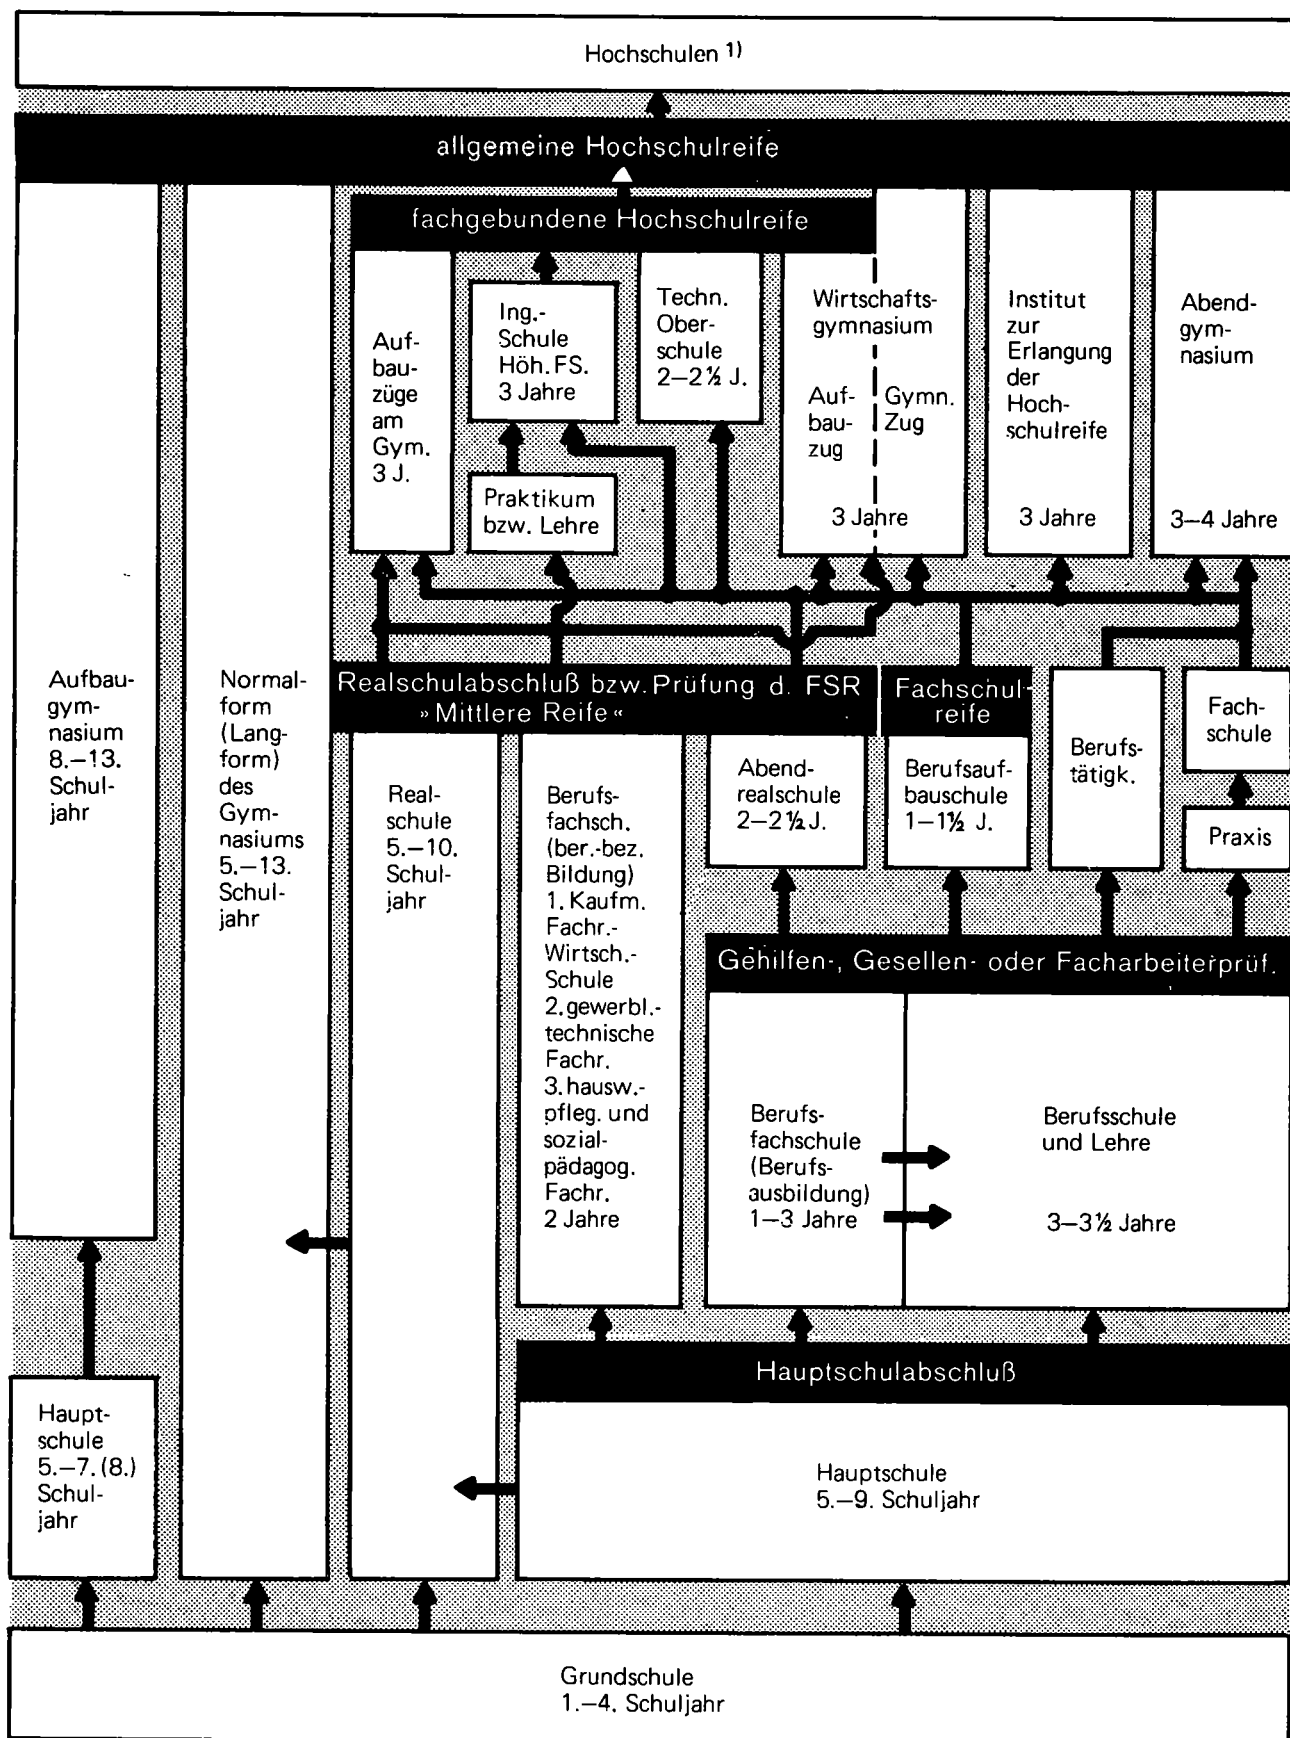 Hochschulen 1)
allgemeine Hochschulreife
fachgebundene Hochschulreife
Auf-
bau-
züge
am
Gym.
3 J.
Ing.-
Schule
Höh. FS.
3 Jahre
Praktikum
bzw. Lehre
Techn.
Ober-
schule
2–2½ J.
Wirtschafts-
gymnasium
Auf-
bau-
zug
Gymn.
Zug
3 Jahre
Institut
zur
Erlangung
der
Hoch-
schulreife
3 Jahre
Abend-
gym-
nasium
3–4 Jahre
Aufbau-
gym-
nasium
8.–13.
Schul-
jahr
Normal-
form
(Lang-
form)
des
Gym-
nasiums
5.–13.
Schul-
jahr
Realschulabschluß bzw. Prüfung d. FSR
»Mittlere Reife«
Fachschul-
reife
Real-
schule
5.–10.
Schul-
jahr
Berufs-
fachsch.
(ber.-bez.
Bildung)
1. Kaufm.
Fachr.-
Wirtsch.-
Schule
2. gewerbl.-
technische
Fachr.
3. hausw.-
pfleg. und
sozial-
pädagog.
Fachr.
2 Jahre
Abend-
realschule
2–2½ J.
Berufsauf-
bauschule
1–1½ J.
Berufs-
tätigk.
Fach-
schule
Praxis
Gehilfen-, Gesellen- oder Facharbeiterprüf.
Berufs-
fachschule
(Berufs-
ausbildung)
1–3 Jahre
Berufsschule
und Lehre
3–3½ Jahre
Hauptschulabschluß
Haupt-
schule
5.–7. (8.)
Schul-
jahr
Hauptschule
5.–9. Schuljahr
Grundschule
1.–4. Schuljahr